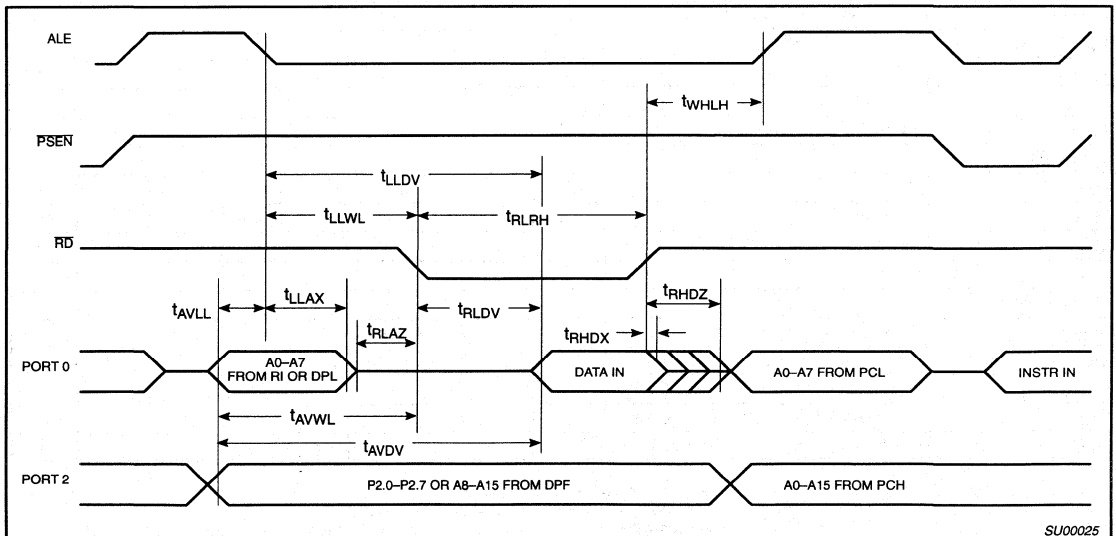 ALE
tWHLH
PSEN
tLLDV
tLLWL
tRLRH
RD
tAVLL
tLLAX
tRLAZ
tRLDV
tRHDZ
tRHDX
PORT 0
A0–A7
FROM RI OR DPL
DATA IN
A0–A7 FROM PCL
INSTR IN
tAVWL
tAVDV
PORT 2
P2.0–P2.7 OR A8–A15 FROM DPF
A0–A15 FROM PCH
SU00025